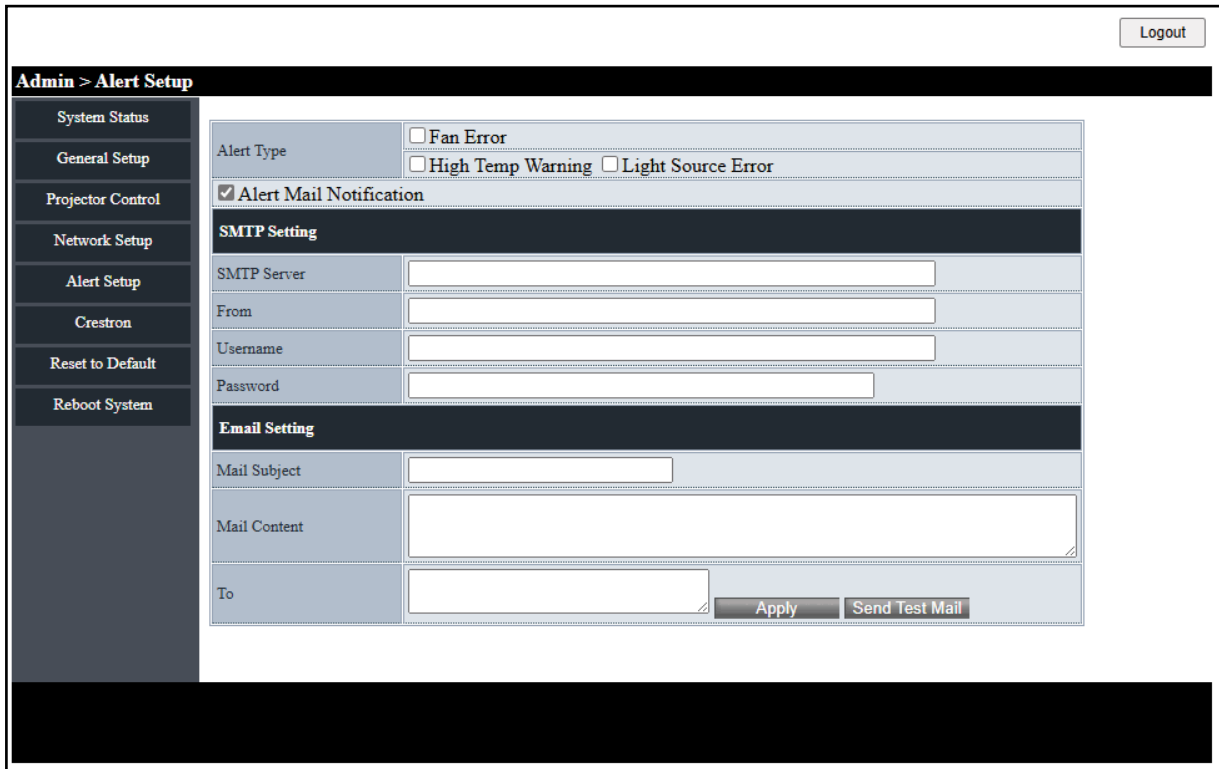 Logout
Admin > Alert Setup
System Status
General Setup
Projector Control
Network Setup
Alert Setup
Crestron
Reset to Default
Reboot System
Alert Type
Fan Error
High Temp Warning Light Source Error
Alert Mail Notification
SMTP Setting
SMTP Server
From
Username
Password
Email Setting
Mail Subject
Mail Content
To
Apply Send Test Mail